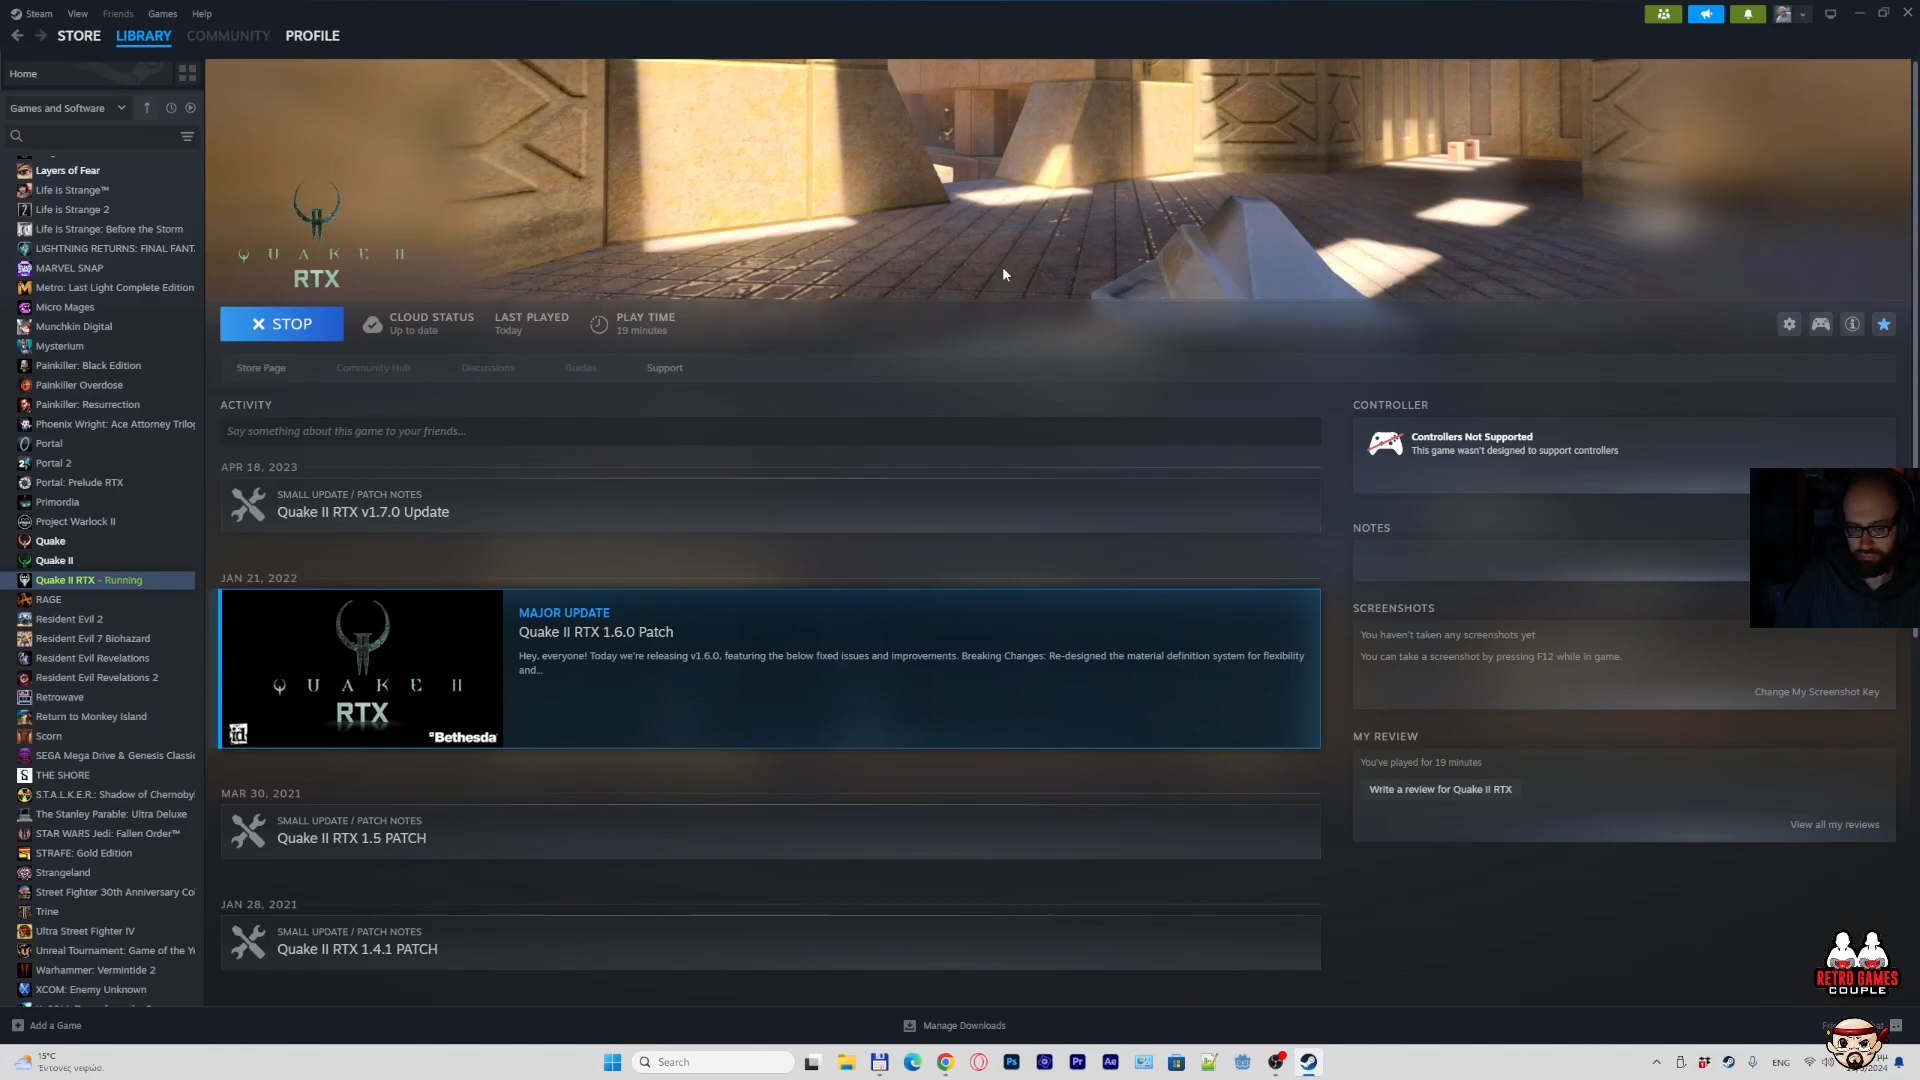 Steam View Friends Games Help
STORE LIBRARY COMMUNITY PROFILE
Home
Games and Software
Layers of Fear
Life is Strange™
Life is Strange 2
Life is Strange: Before the Storm
LIGHTNING RETURNS: FINAL FANT
MARVEL SNAP
Metro: Last Light Complete Edition
Micro Mages
Munchkin Digital
Mysterium
Painkiller: Black Edition
Painkiller Overdose
Painkiller: Resurrection
Phoenix Wright: Ace Attorney Trilog
Portal
Portal 2
Portal: Prelude RTX
Primordia
Project Warlock II
Quake
Quake II
Quake II RTX - Running
RAGE
Resident Evil 2
Resident Evil 7 Biohazard
Resident Evil Revelations
Resident Evil Revelations 2
Retrowave
Return to Monkey Island
Scorn
SEGA Mega Drive & Genesis Classic
THE SHORE
S.T.A.L.K.E.R.: Shadow of Chernobyl
The Stanley Parable: Ultra Deluxe
STAR WARS Jedi: Fallen Order™
STRAFE: Gold Edition
Strangeland
Street Fighter 30th Anniversary Co
Trine
Ultra Street Fighter IV
Unreal Tournament: Game of the Ye
Warhammer: Vermintide 2
XCOM: Enemy Unknown
QUAKE II
RTX
STOP
CLOUD STATUS
Up to date
LAST PLAYED
Today
PLAY TIME
19 minutes
Store Page Community Hub Discussions Guides Support
ACTIVITY
Say something about this game to your friends...
APR 18, 2023
SMALL UPDATE / PATCH NOTES
Quake II RTX v1.7.0 Update
JAN 21, 2022
QUAKE II
RTX
id
Bethesda
MAJOR UPDATE
Quake II RTX 1.6.0 Patch
Hey, everyone! Today we're releasing v1.6.0, featuring the below fixed issues and improvements. Breaking Changes: Re-designed the material definition system for flexibility
and...
MAR 30, 2021
SMALL UPDATE / PATCH NOTES
Quake II RTX 1.5 PATCH
JAN 28, 2021
SMALL UPDATE / PATCH NOTES
Quake II RTX 1.4.1 PATCH
CONTROLLER
Controllers Not Supported
This game wasn't designed to support controllers
NOTES
SCREENSHOTS
You haven't taken any screenshots yet
You can take a screenshot by pressing F12 while in game.
Change My Screenshot Key
MY REVIEW
You've played for 19 minutes
Write a review for Quake II RTX
View all my reviews
RETRO GAMES
COUPLE
Add a Game
Manage Downloads
15°C
Έντονες νεφώσ.
Search
Ps
Pr
Ae
ENG